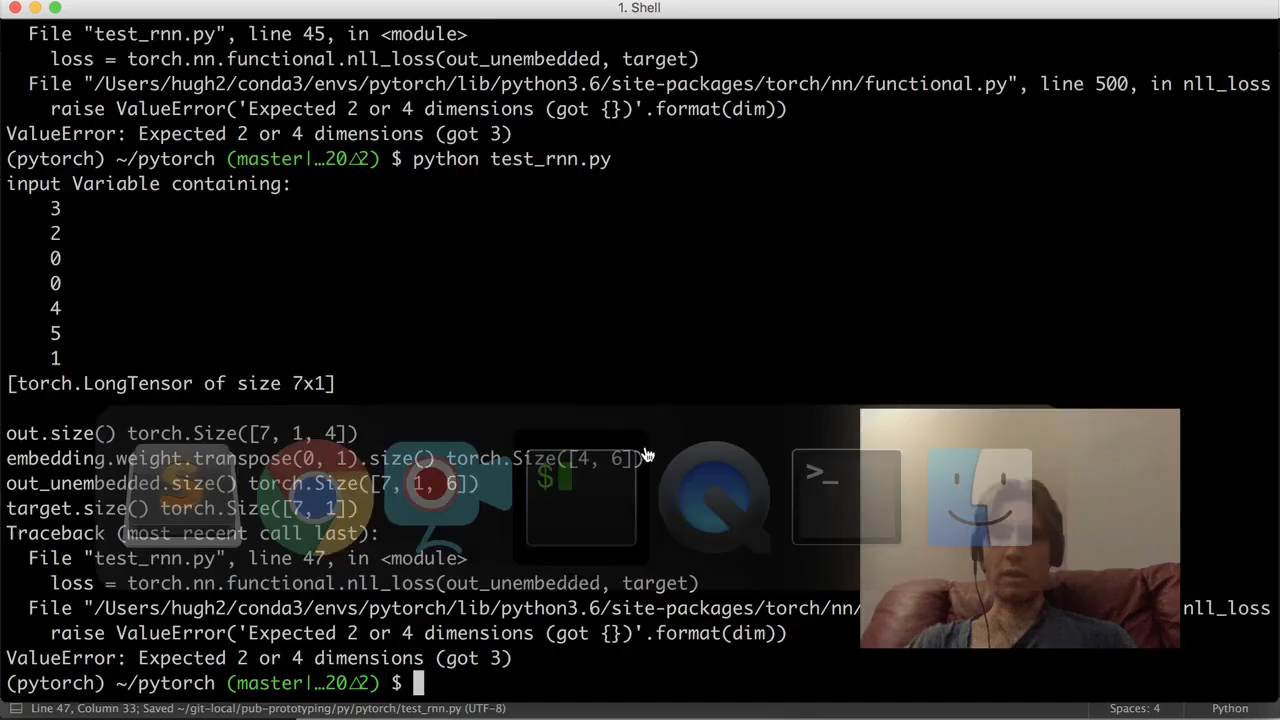 1. Shell
File "test_rnn.py", line 45, in <module>
loss = torch.nn.functional.nll_loss(out_unembedded, target)
File "/Users/hugh2/conda3/envs/pytorch/lib/python3.6/site-packages/torch/nn/functional.py", line 500, in nll_loss
raise ValueError('Expected 2 or 4 dimensions (got {})'.format(dim))
ValueError: Expected 2 or 4 dimensions (got 3)
(pytorch) ~/pytorch (master|…20△2) $ python test_rnn.py
input Variable containing:
3
2
0
0
4
5
1
[torch.LongTensor of size 7x1]
out.size() torch.Size([7, 1, 4])
embedding.weight.transpose(0, 1).size() torch.Size([4, 6])
out_unembedded.size() torch.Size([7, 1, 6])
target.size() torch.Size([7, 1])
Traceback (most recent call last):
File "test_rnn.py", line 47, in <module>
loss = torch.nn.functional.nll_loss(out_unembedded, target)
File "/Users/hugh2/conda3/envs/pytorch/lib/python3.6/site-packages/torch/nn/ nll_loss
raise ValueError('Expected 2 or 4 dimensions (got {})'.format(dim))
ValueError: Expected 2 or 4 dimensions (got 3)
(pytorch) ~/pytorch (master|…20△2) $
Line 47, Column 33; Saved ~/git-local/pub-prototyping/py/pytorch/test_rnn.py (UTF-8) Spaces: 4 Python